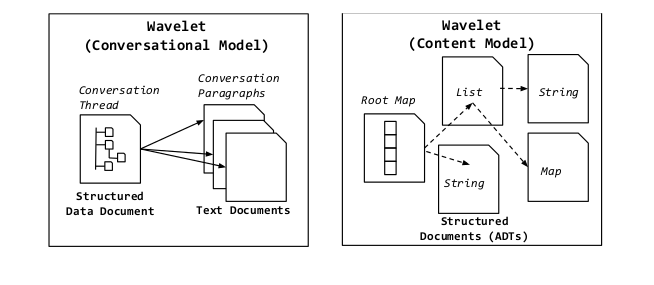 Wavelet
(Conversational Model)
Conversation
Thread
Conversation
Paragraphs
Structured
Data Document
Text Documents
Wavelet
(Content Model)
Root Map
List
String
String
Map
Structured
Documents (ADTs)